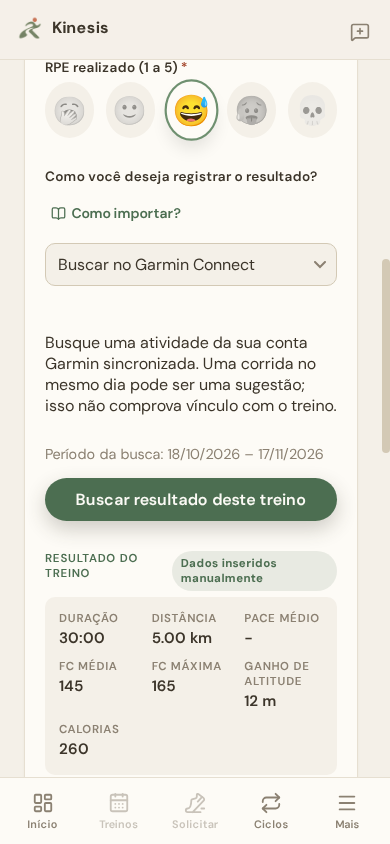 Kinesis
RPE realizado (1 a 5) *
Como você deseja registrar o resultado?
Como importar?
Buscar no Garmin Connect
Busque uma atividade da sua conta
Garmin sincronizada. Uma corrida no
mesmo dia pode ser uma sugestão;
isso não comprova vínculo com o treino.
Período da busca: 18/10/2026 – 17/11/2026
Buscar resultado deste treino
RESULTADO DO
TREINO
Dados inseridos
manualmente
DURAÇÃO
30:00
DISTÂNCIA
5.00 km
PACE MÉDIO
-
FC MÉDIA
145
FC MÁXIMA
165
GANHO DE
ALTITUDE
12 m
CALORIAS
260
Início
Treinos
Solicitar
Ciclos
Mais